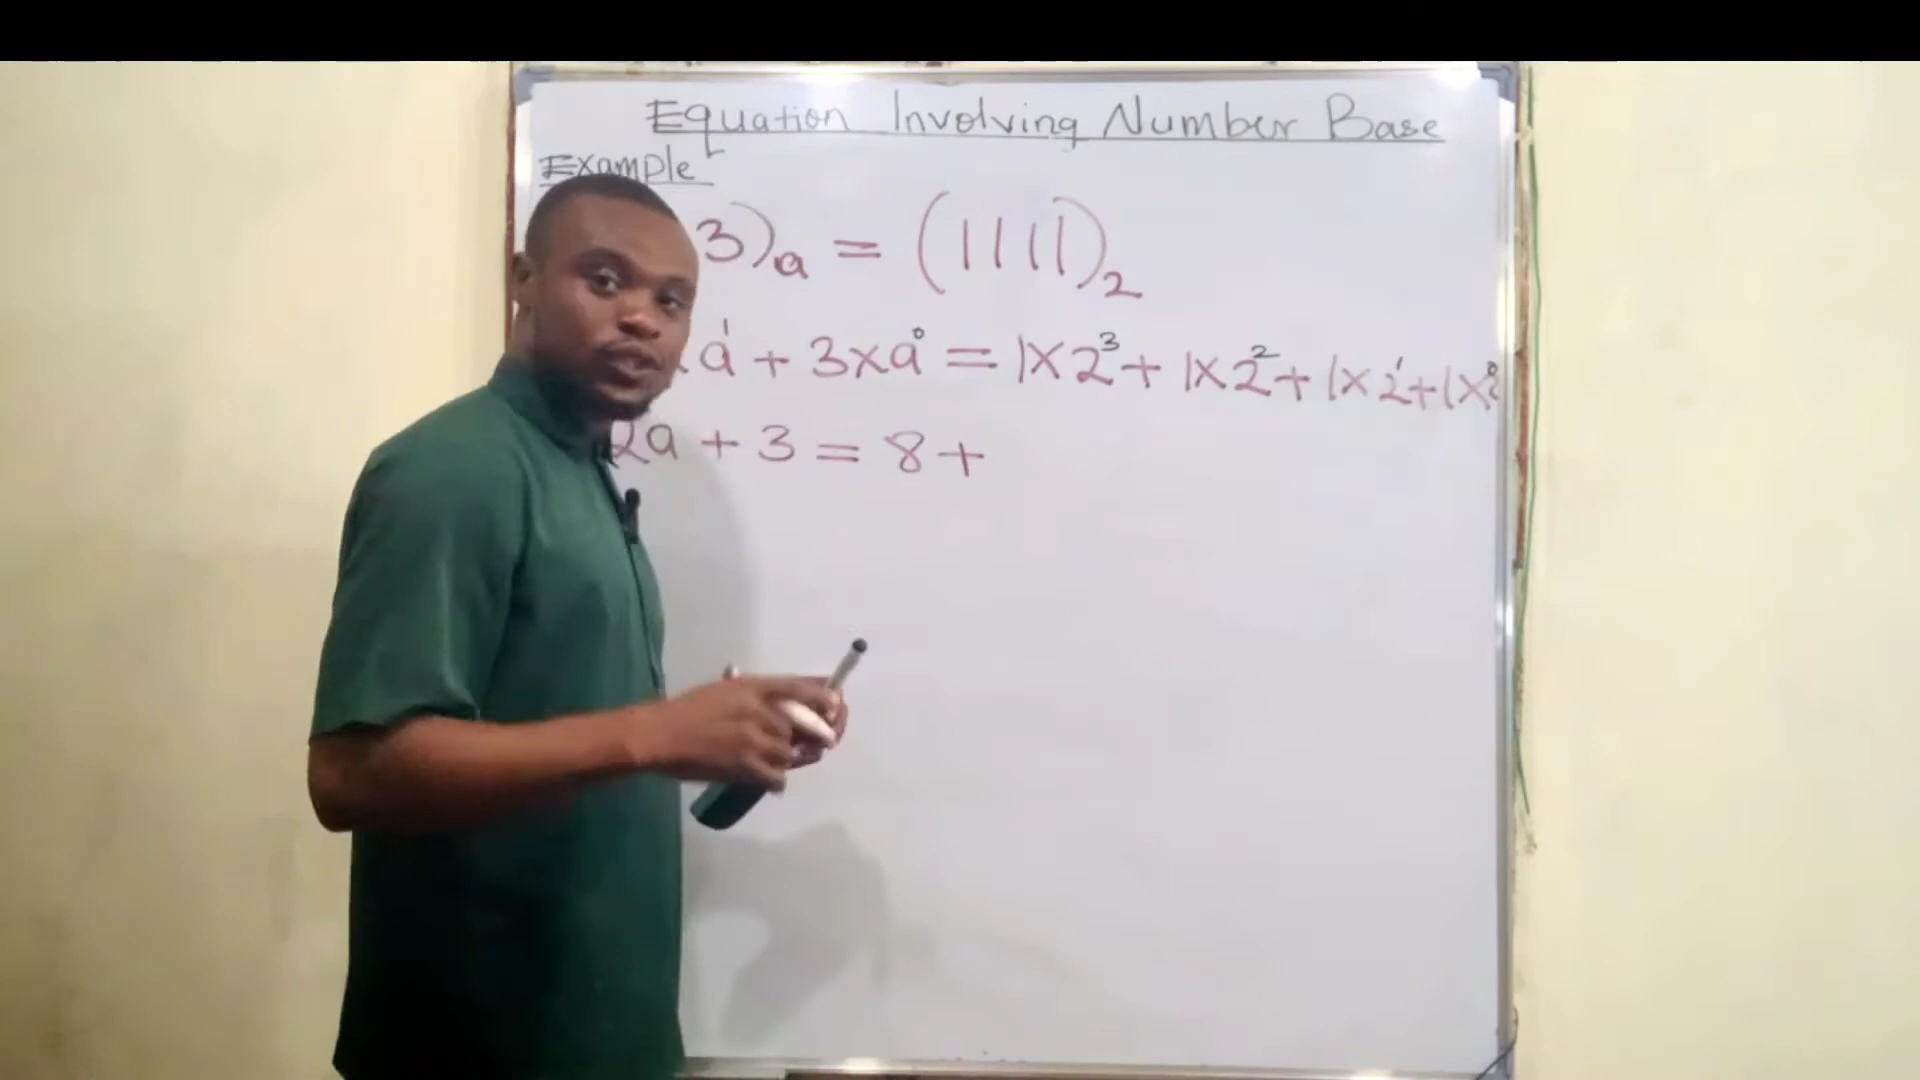 Equation Involving Number Base
Example
3)ₐ = (1111)₂
a¹ + 3xa⁰ = 1x2³ + 1x2² + 1x2¹ + 1x2⁰
2a + 3 = 8 +